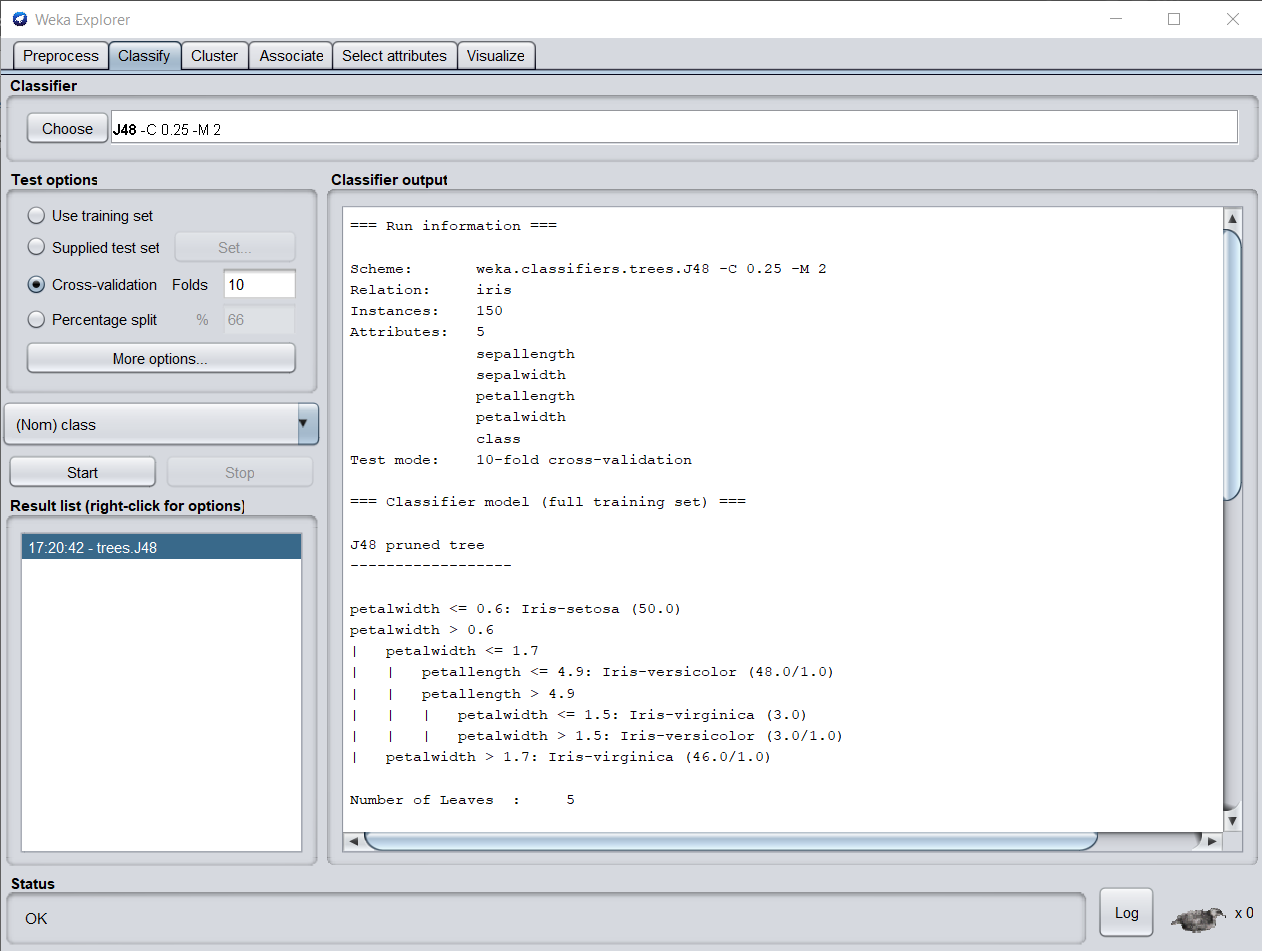 Weka Explorer
Preprocess Classify Cluster Associate Select attributes Visualize
Classifier
Choose J48 -C 0.25 -M 2
Test options
Use training set
Supplied test set Set...
Cross-validation Folds 10
Percentage split % 66
More options...
(Nom) class
Start Stop
Result list (right-click for options)
17:20:42 - trees.J48
Classifier output
=== Run information ===
Scheme: weka.classifiers.trees.J48 -C 0.25 -M 2
Relation: iris
Instances: 150
Attributes: 5
sepallength
sepalwidth
petallength
petalwidth
class
Test mode: 10-fold cross-validation
=== Classifier model (full training set) ===
J48 pruned tree
------------------
petalwidth <= 0.6: Iris-setosa (50.0)
petalwidth > 0.6
|   petalwidth <= 1.7
|   |   petallength <= 4.9: Iris-versicolor (48.0/1.0)
|   |   petallength > 4.9
|   |   |   petalwidth <= 1.5: Iris-virginica (3.0)
|   |   |   petalwidth > 1.5: Iris-versicolor (3.0/1.0)
|   petalwidth > 1.7: Iris-virginica (46.0/1.0)
Number of Leaves  : 5
Status
OK
Log x 0